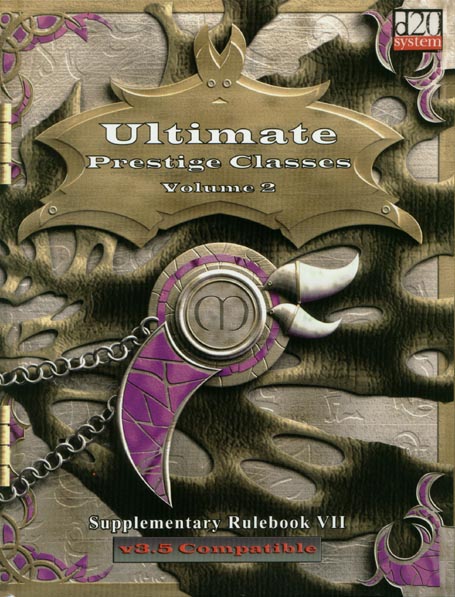 d20
system
Ultimate
Prestige Classes
Volume 2
m
Supplementary Rulebook VII
v3.5 Compatible